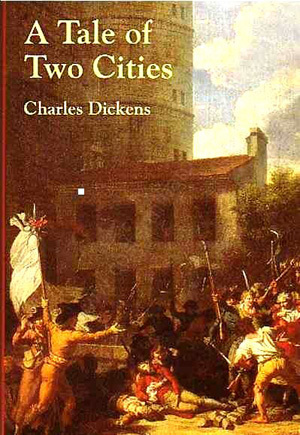 A Tale of
Two Cities
Charles Dickens